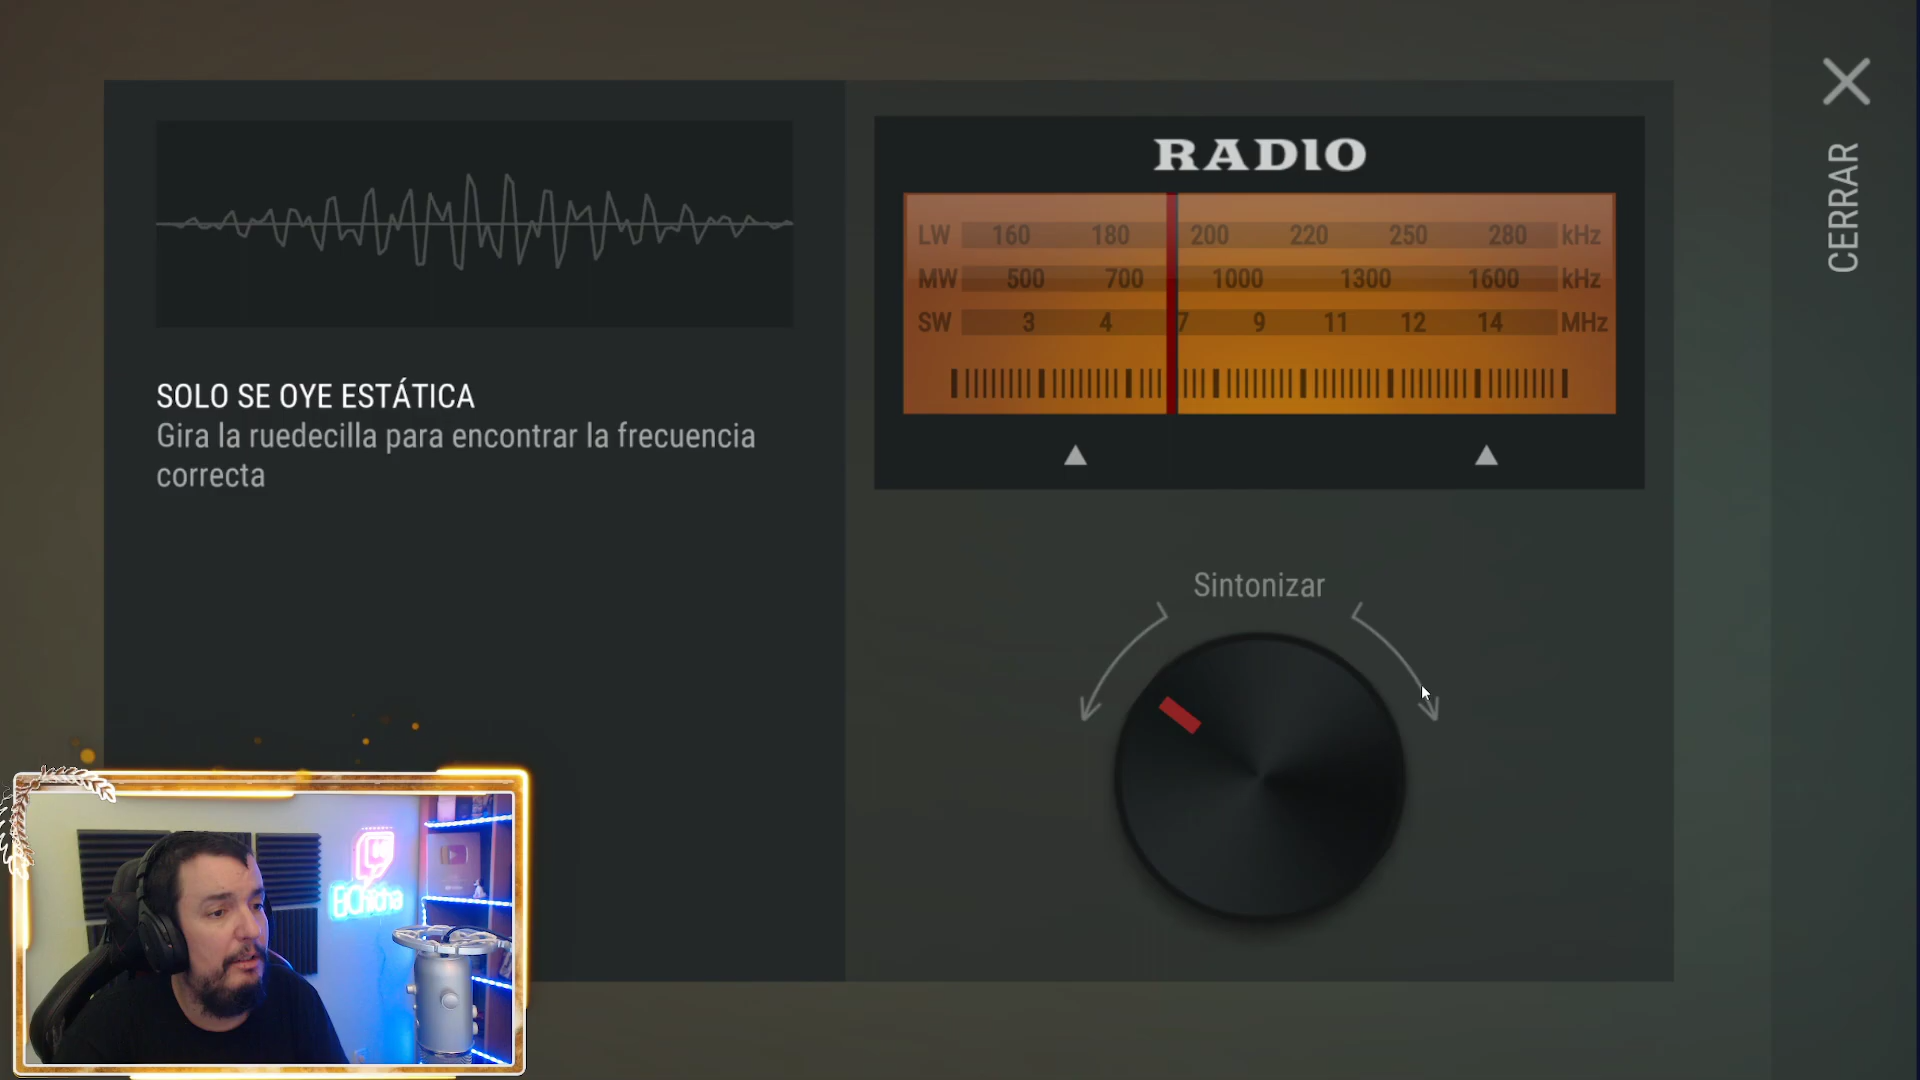 RADIO
LW 160 180 200 220 250 280 kHz
MW 500 700 1000 1300 1600 kHz
SW 3 4 7 9 11 12 14 MHz
SOLO SE OYE ESTÁTICA
Gira la ruedecilla para encontrar la frecuencia
correcta
Sintonizar
CERRAR
ElChicha